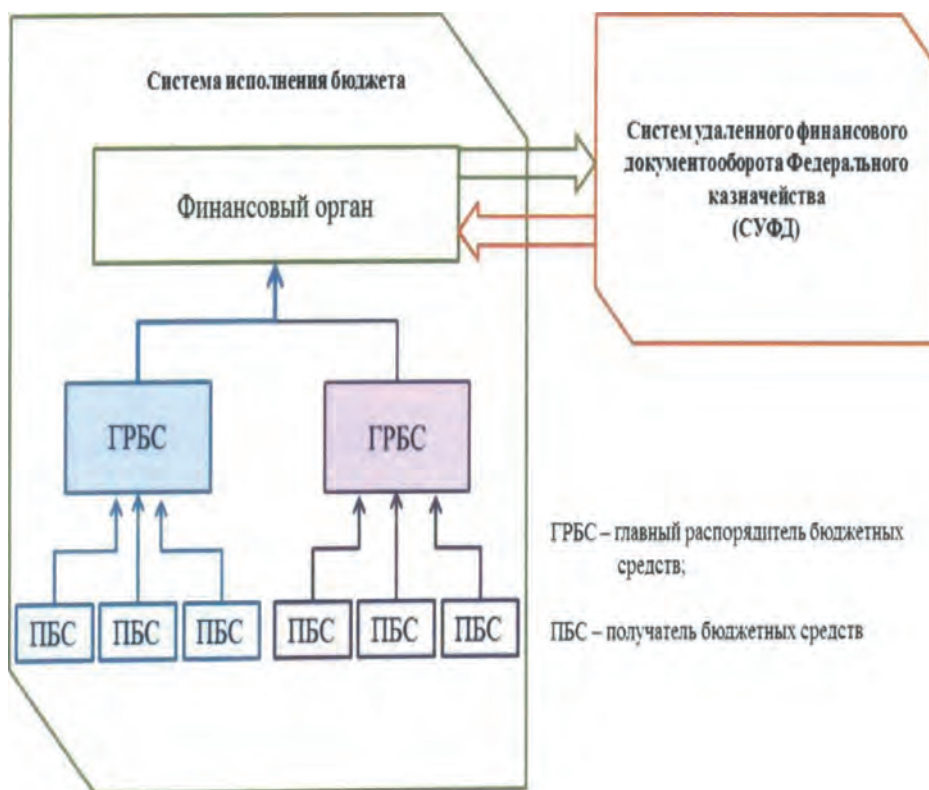 Система исполнения бюджета
Систем удаленного финансового
документооборота Федерального
казначейства
(СУФД)
Финансовый орган
ГРБС
ГРБС
ПБС
ПБС
ПБС
ПБС
ПБС
ПБС
ГРБС – главный распорядитель бюджетных
средств;
ПБС – получатель бюджетных средств